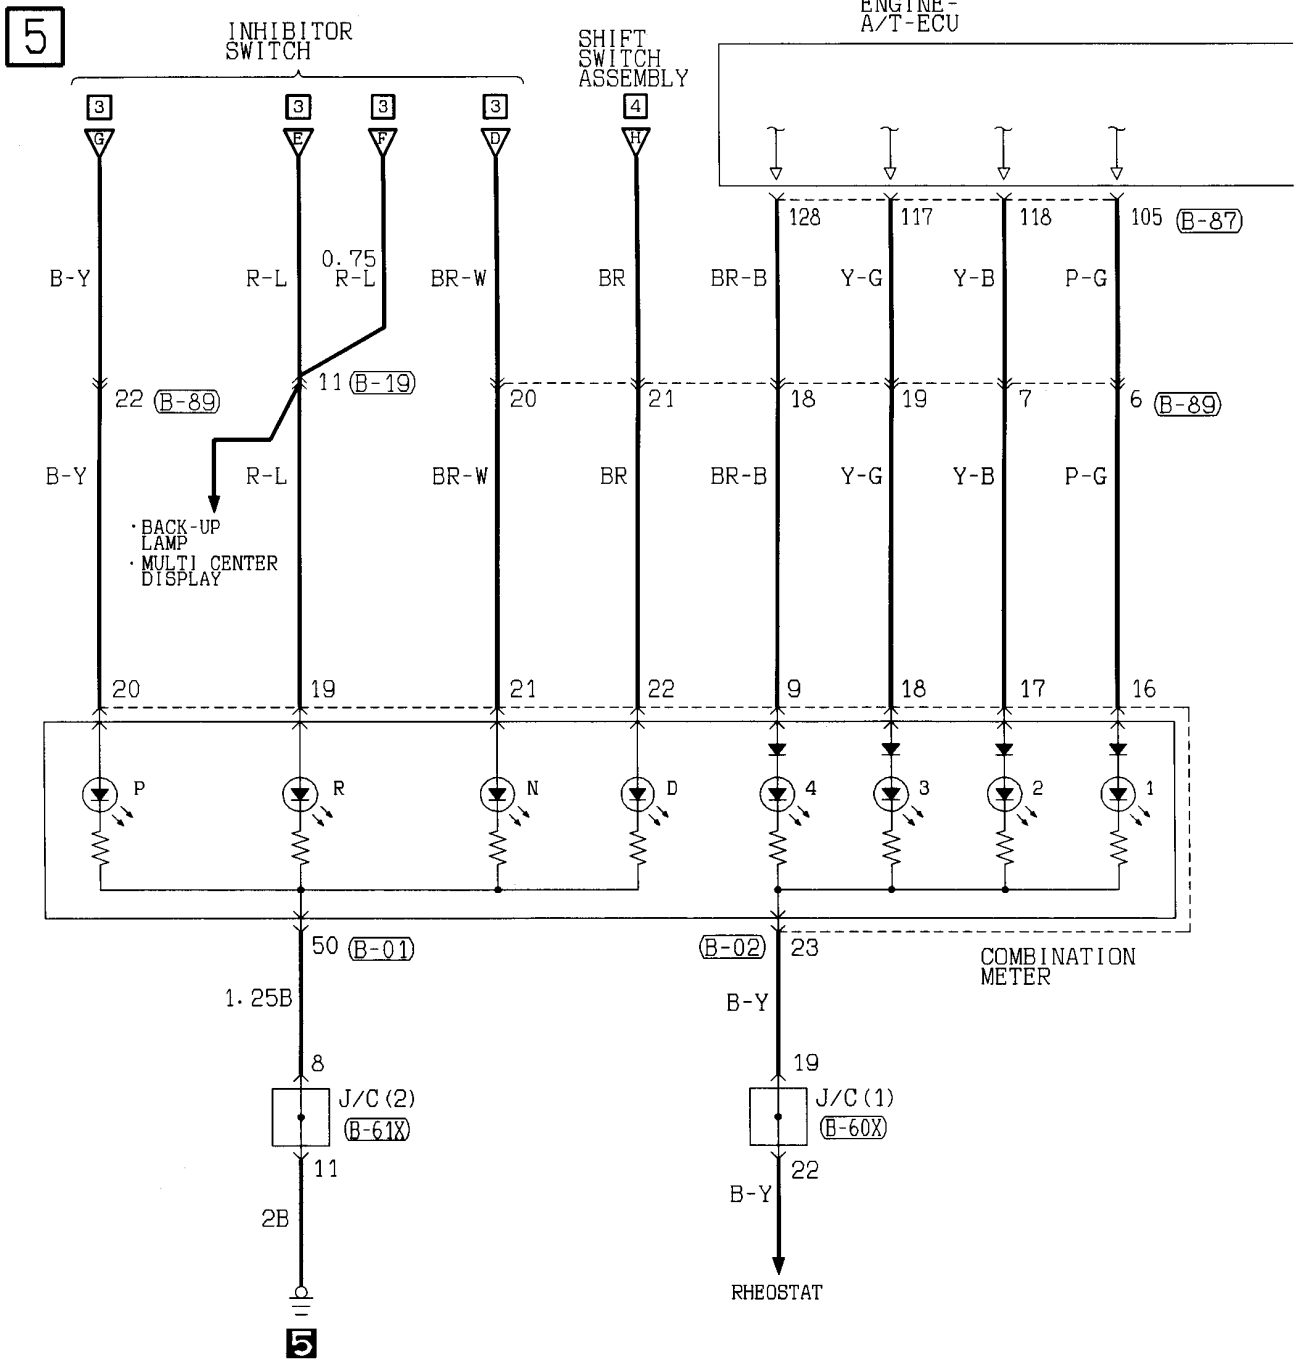 5
INHIBITOR
SWITCH
SHIFT
SWITCH
ASSEMBLY
ENGINE-
A/T-ECU
3 3 3 3 4
G E F D H
128 117 118 105 (B-87)
0.75
B-Y R-L R-L BR-W BR BR-B Y-G Y-B P-G
22 (B-89) 11 (B-19) 20 21 18 19 7 6 (B-89)
B-Y R-L BR-W BR BR-B Y-G Y-B P-G
·BACK-UP
LAMP
·MULTI CENTER
DISPLAY
20 19 21 22 9 18 17 16
P R N D 4 3 2 1
50 (B-01) (B-02) 23
COMBINATION
METER
1.25B B-Y
8 19
J/C(2) J/C(1)
(B-61X) (B-60X)
11 22
2B B-Y
RHEOSTAT
5